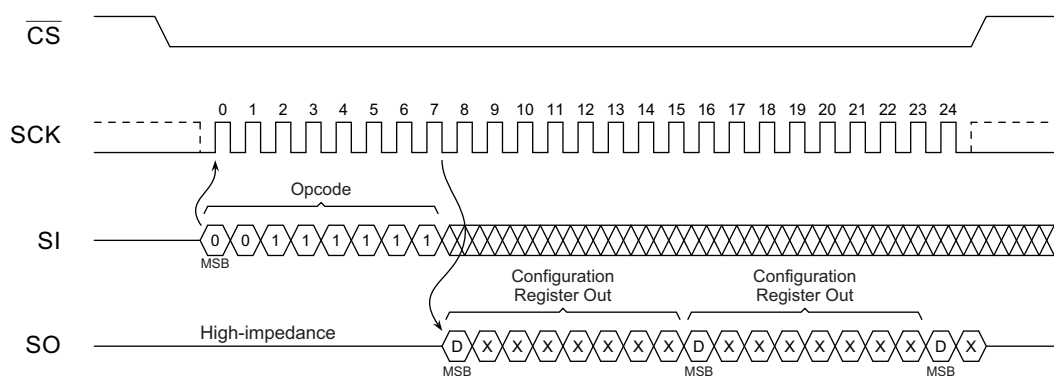 CS
0 1 2 3 4 5 6 7 8 9 10 11 12 13 14 15 16 17 18 19 20 21 22 23 24
SCK
Opcode
SI
0 0 1 1 1 1 1 1
MSB
Configuration
Register Out
Configuration
Register Out
High-impedance
SO
D X X X X X X X D X X X X X X X D X
MSB
MSB
MSB